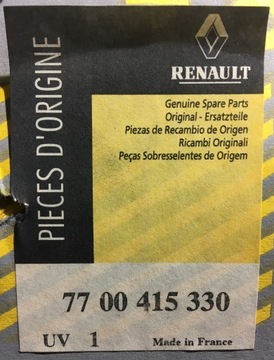 PIECES D'ORIGINE
RENAULT
Genuine Spare Parts
Original - Ersatzteile
Piezas de Recambio de Origen
Ricambi Originali
Peças Sobresselentes de Origem
77 00 415 330
UV 1 Made in France